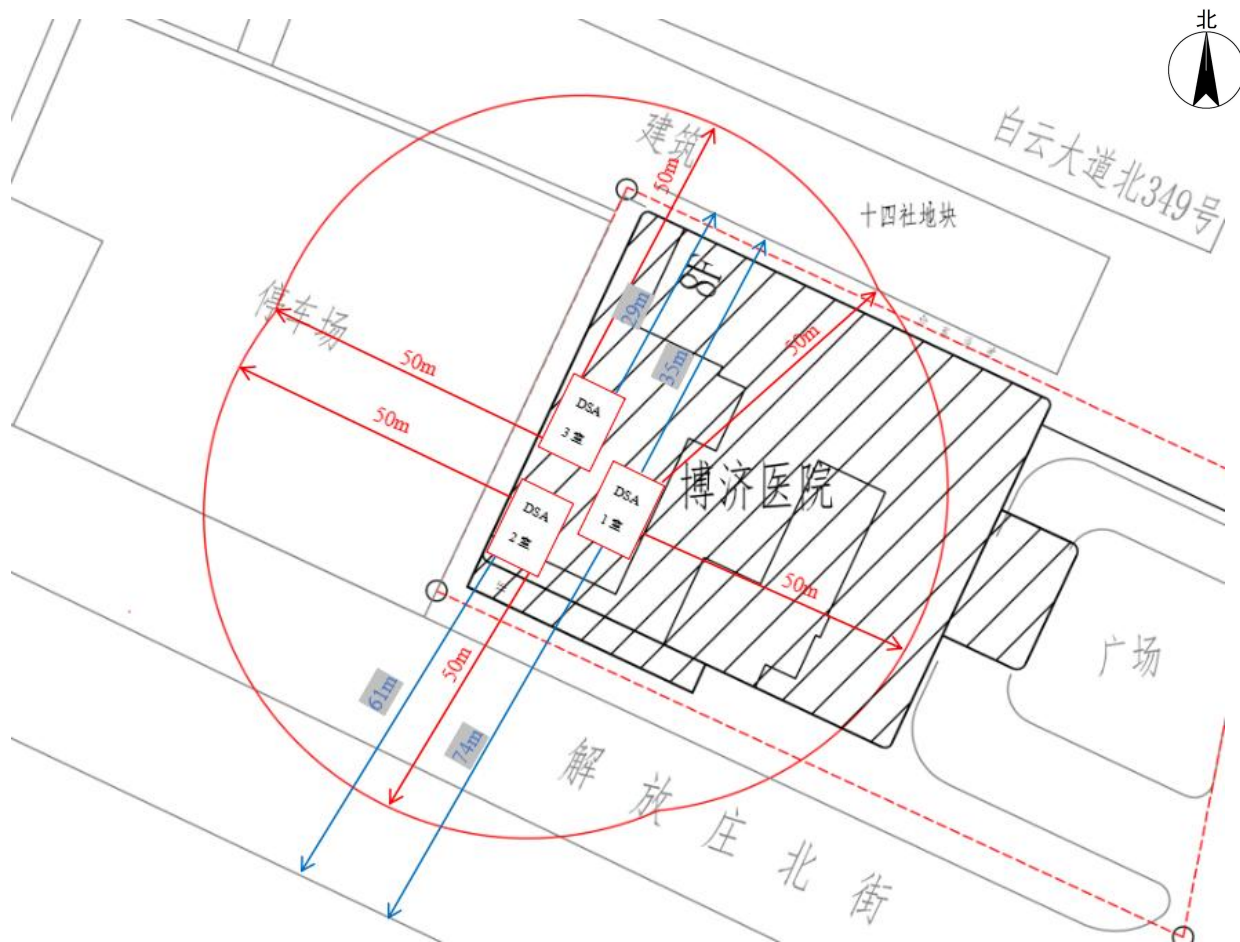 北
白云大道北349号
建筑
50m
十四社地块
8F
停车场
29m
50m
35m
50m
50m
DSA
3 室
博济医院
DSA
1 室
DSA
2 室
50m
50m
广场
61m
74m
解放庄北街